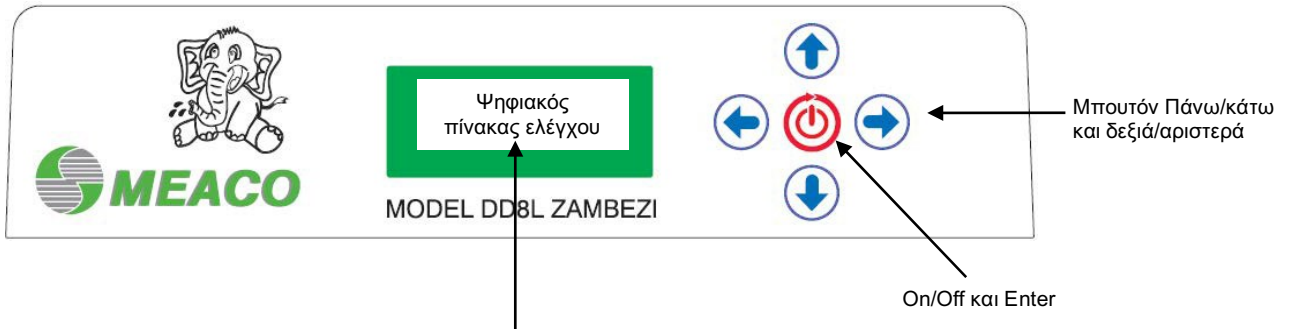 Ψηφιακός
πίνακας ελέγχου
MEACO
MODEL DD8L ZAMBEZI
Μπουτόν Πάνω/κάτω
και δεξιά/αριστερά
On/Off και Enter